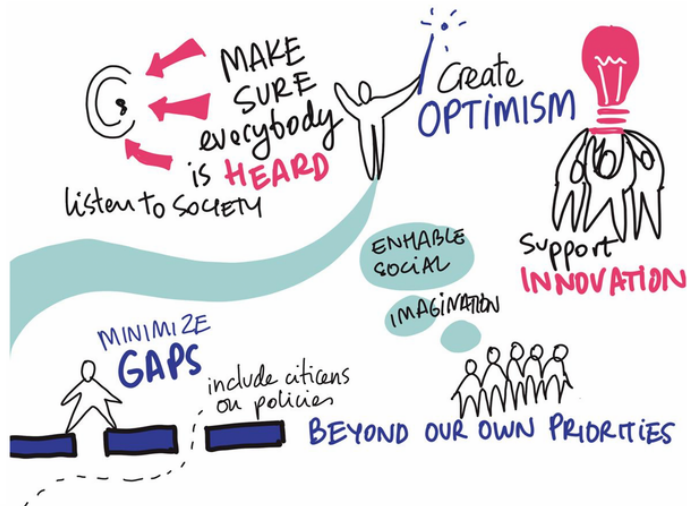 MAKE
SURE
everybody
is HEARD
listen to SOCIETY
Create
OPTIMISM
Support
INNOVATION
ENHABLE
SOCIAL
IMAGINATION
MINIMIZE
GAPS
include citicens
on policies
BEYOND OUR OWN PRIORITIES